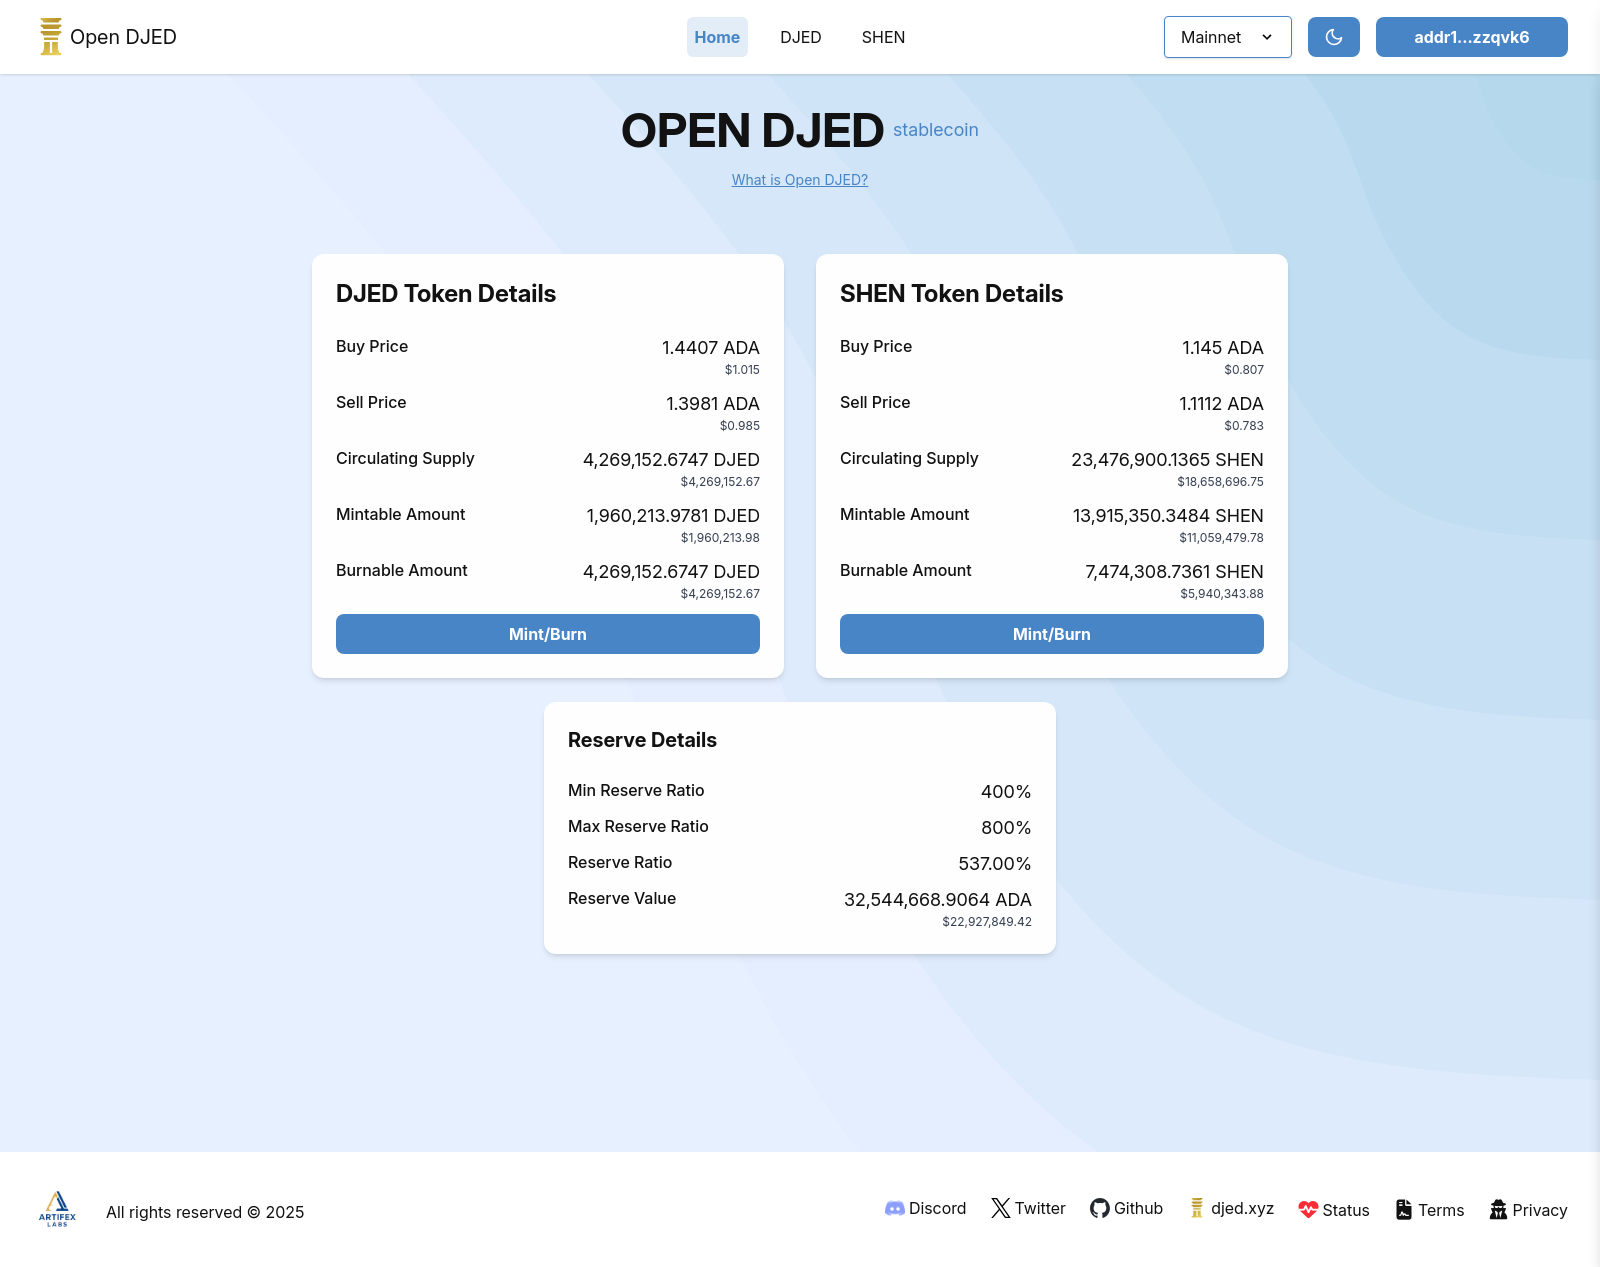 Open DJED
Home
DJED
SHEN
Mainnet
addr1...zzqvk6
OPEN DJED stablecoin
What is Open DJED?
DJED Token Details
Buy Price
1.4407 ADA
$1.015
Sell Price
1.3981 ADA
$0.985
Circulating Supply
4,269,152.6747 DJED
$4,269,152.67
Mintable Amount
1,960,213.9781 DJED
$1,960,213.98
Burnable Amount
4,269,152.6747 DJED
$4,269,152.67
Mint/Burn
SHEN Token Details
Buy Price
1.145 ADA
$0.807
Sell Price
1.1112 ADA
$0.783
Circulating Supply
23,476,900.1365 SHEN
$18,658,696.75
Mintable Amount
13,915,350.3484 SHEN
$11,059,479.78
Burnable Amount
7,474,308.7361 SHEN
$5,940,343.88
Mint/Burn
Reserve Details
Min Reserve Ratio
400%
Max Reserve Ratio
800%
Reserve Ratio
537.00%
Reserve Value
32,544,668.9064 ADA
$22,927,849.42
ARTIFEX
LABS
All rights reserved © 2025
Discord
Twitter
Github
djed.xyz
Status
Terms
Privacy